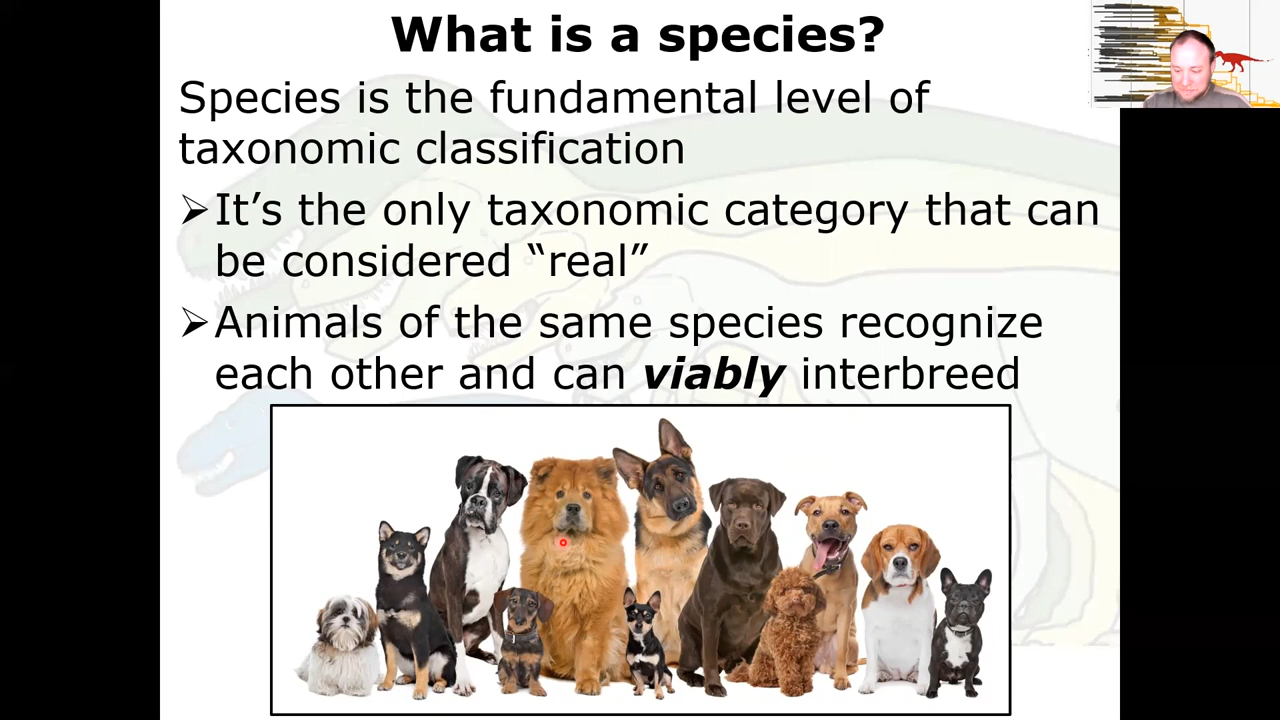 What is a species?
Species is the fundamental level of
taxonomic classification
➢It’s the only taxonomic category that can
be considered “real”
➢Animals of the same species recognize
each other and can viably interbreed